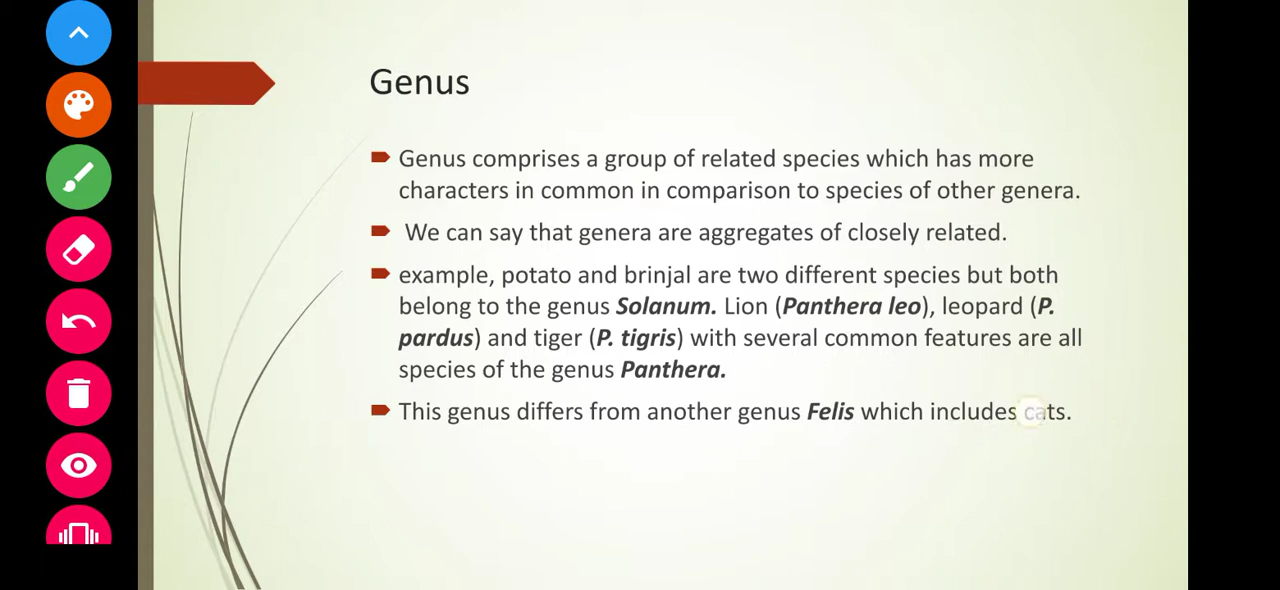 Genus
Genus comprises a group of related species which has more
characters in common in comparison to species of other genera.
We can say that genera are aggregates of closely related.
example, potato and brinjal are two different species but both
belong to the genus Solanum. Lion (Panthera leo), leopard (P.
pardus) and tiger (P. tigris) with several common features are all
species of the genus Panthera.
This genus differs from another genus Felis which includes cats.